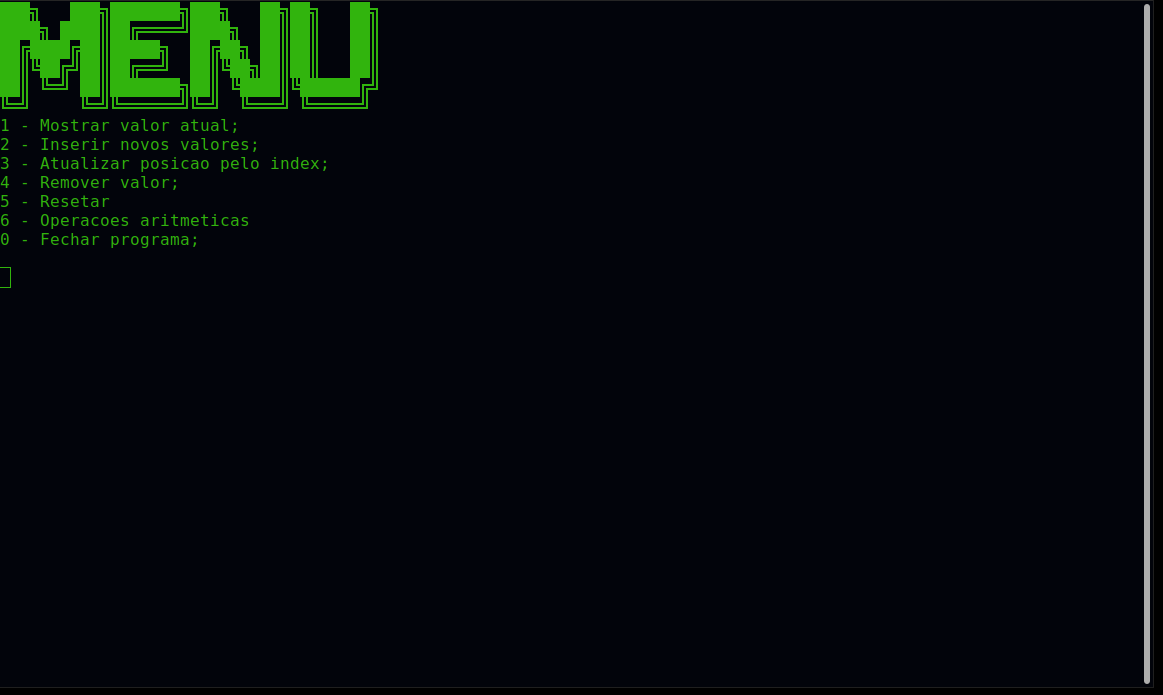 MENU
1 - Mostrar valor atual;
2 - Inserir novos valores;
3 - Atualizar posicao pelo index;
4 - Remover valor;
5 - Resetar
6 - Operacoes aritmeticas
0 - Fechar programa;